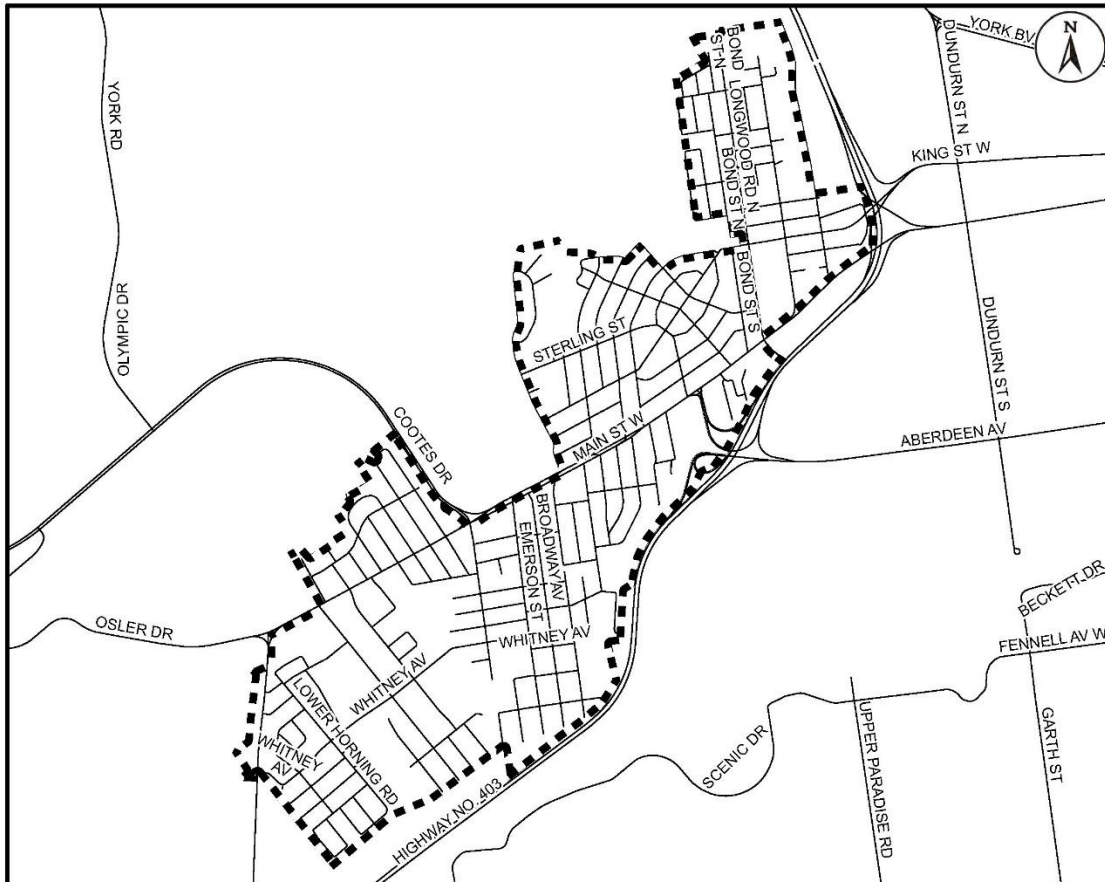 N
YORK BV
DUNDURN ST N
BOND
ST N
YORK RD
LONGWOOD RD N
KING ST W
BOND ST N
BOND ST S
OLYMPIC DR
STERLING ST
DUNDURN ST S
COOTES DR
MAIN ST W
ABERDEEN AV
BROADWAY AV
EMERSON ST
BECKETT DR
OSLER DR
WHITNEY AV
FENNELL AV W
WHITNEY AV
LOWER HORNING RD
UPPER PARADISE RD
GARTH ST
WHITNEY
AV
SCENIC DR
HIGHWAY NO. 403